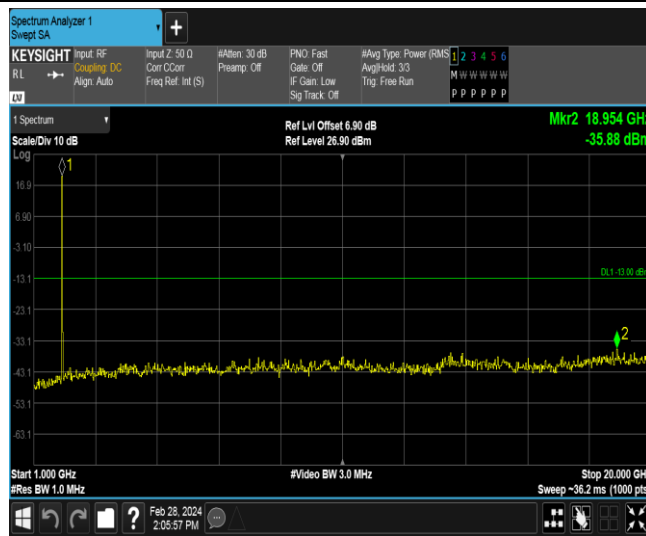 Spectrum Analyzer 1
Swept SA
+
KEYSIGHT
RL
LXI
Input: RF
Coupling: DC
Align: Auto
Input Z: 50 Ω
Corr CCorr
Freq Ref: Int (S)
#Atten: 30 dB
Preamp: Off
PNO: Fast
Gate: Off
IF Gain: Low
Sig Track: Off
#Avg Type: Power (RMS
Avg|Hold: 3/3
Trig: Free Run
1 2 3 4 5 6
M W W W W W
P P P P P P
1 Spectrum
Scale/Div 10 dB
Log
Ref Lvl Offset 6.90 dB
Ref Level 26.90 dBm
Mkr2 18.954 GH
-35.88 dBm
1
16.9
6.90
-3.10
-13.1
DL1 -13.00 dBm
-23.1
-33.1
2
-43.1
-53.1
-63.1
Start 1.000 GHz
#Res BW 1.0 MHz
#Video BW 3.0 MHz
Stop 20.000 GH
Sweep ~36.2 ms (1000 pts
?
Feb 28, 2024
2:05:57 PM